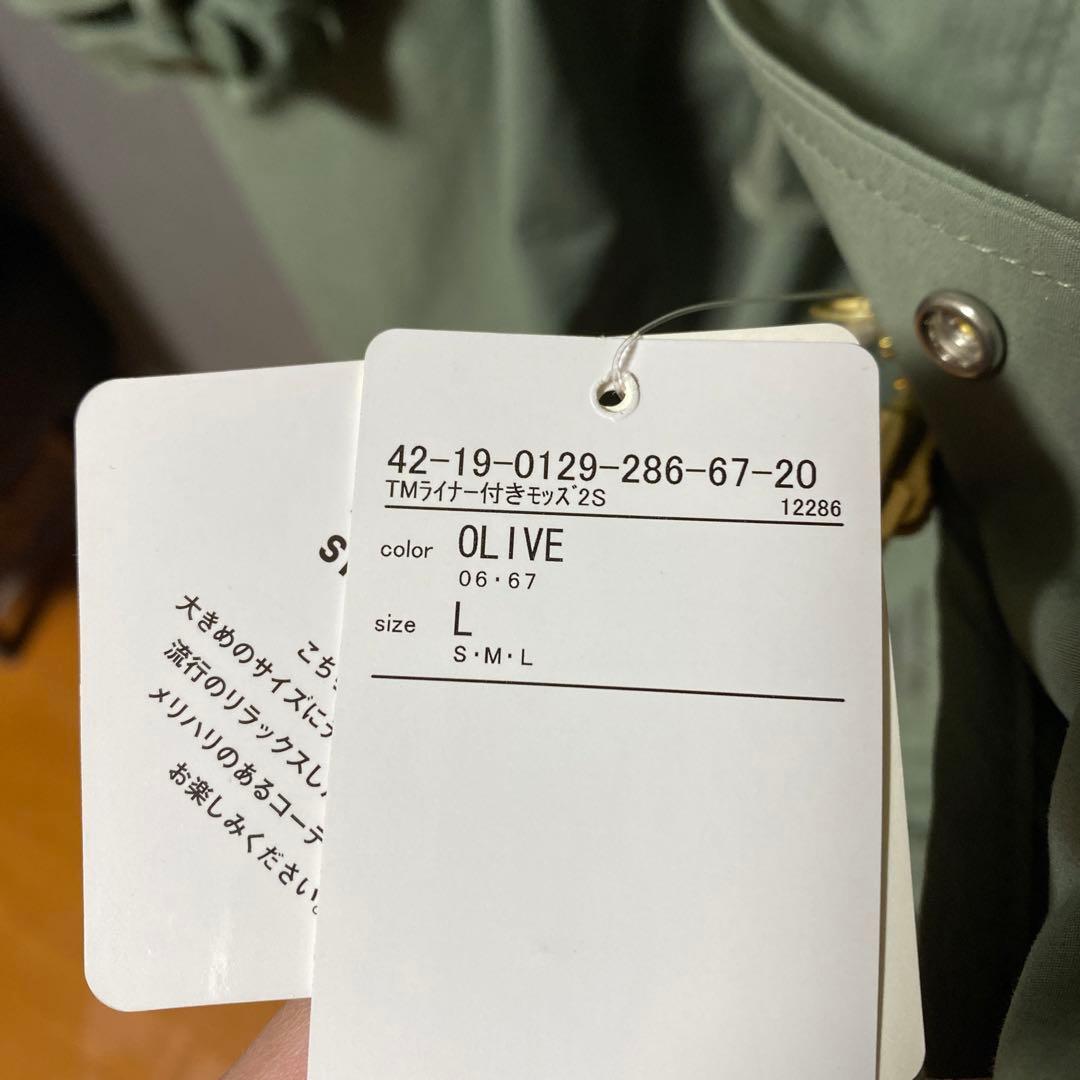 42-19-0129-286-67-20
TMライナー付きモッズ2S
12286
color OLIVE
06・67
size L
S・M・L
大きめのサイズに
流行のリラックスし
メリハリのあるコーデ
お楽しみください。